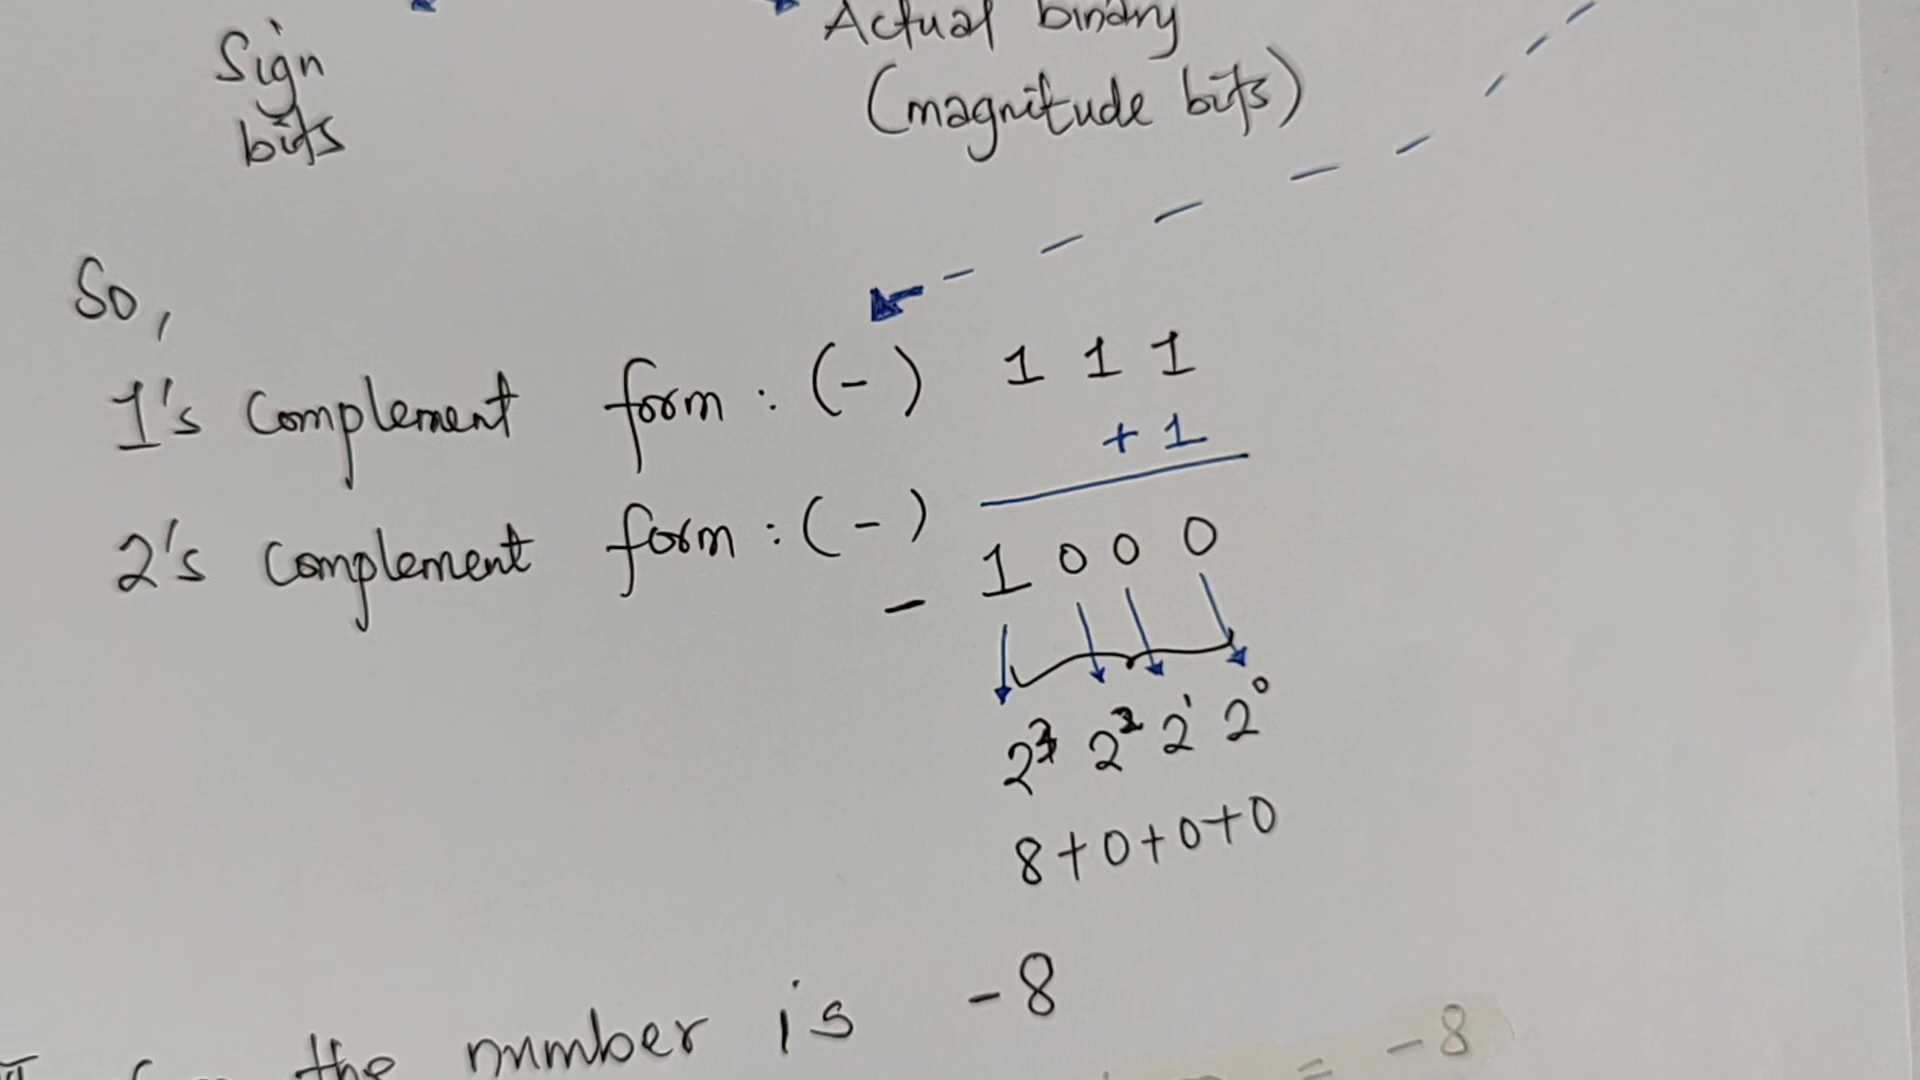 Sign
bits
Actual binary
(magnitude bits)
So,
1's Complement form : (-) 1 1 1
+ 1
2's Complement form : (-)
- 1 0 0 0
2³ 2² 2¹ 2⁰
8+0+0+0
the number is -8
= -8